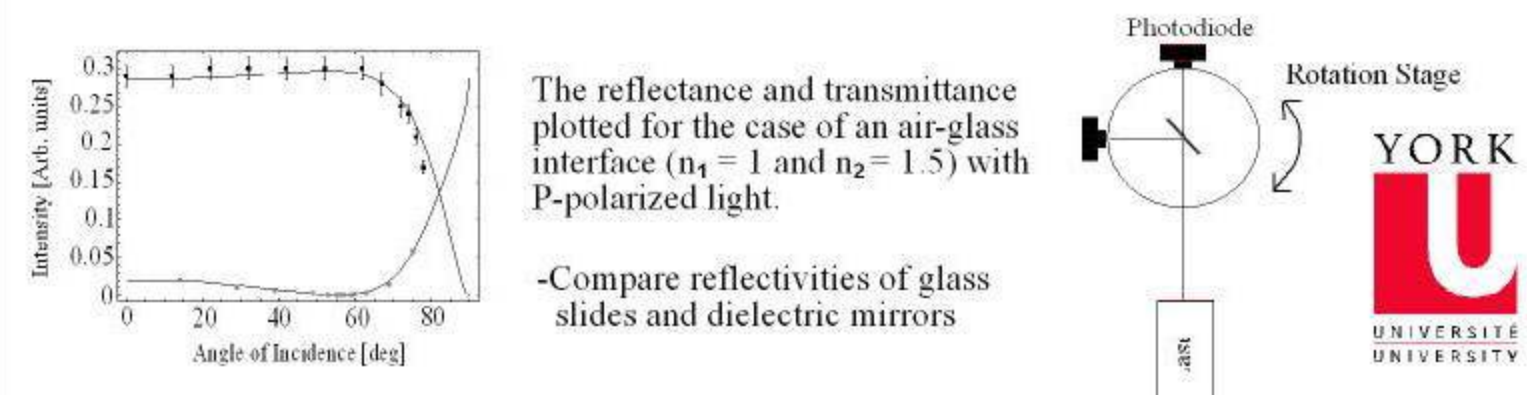 0.3
0.25
0.2
0.15
0.1
0.05
0
Intensity [Arb. units]
0 20 40 60 80
Angle of Incidence [deg]
The reflectance and transmittance
plotted for the case of an air-glass
interface (n₁ = 1 and n₂ = 1.5) with
P-polarized light.
-Compare reflectivities of glass
slides and dielectric mirrors
Photodiode
Rotation Stage
YORK
U
UNIVERSITÉ
UNIVERSITY